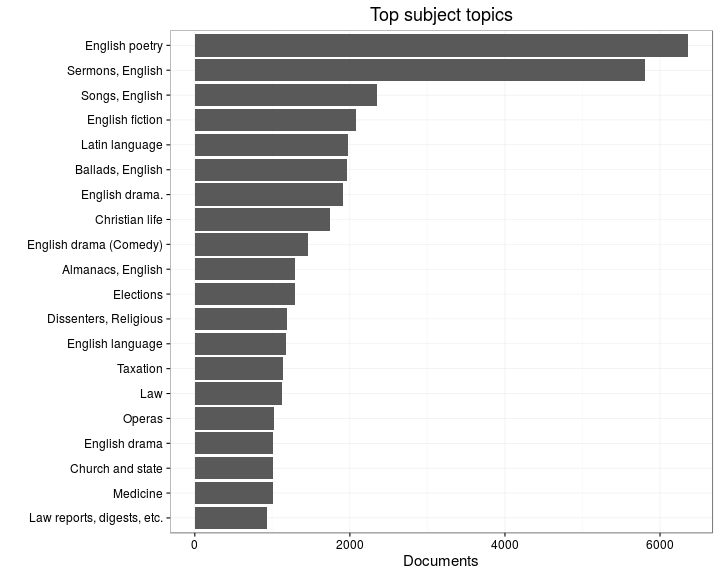 Top subject topics
English poetry
Sermons, English
Songs, English
English fiction
Latin language
Ballads, English
English drama.
Christian life
English drama (Comedy)
Almanacs, English
Elections
Dissenters, Religious
English language
Taxation
Law
Operas
English drama
Church and state
Medicine
Law reports, digests, etc.
0 2000 4000 6000
Documents